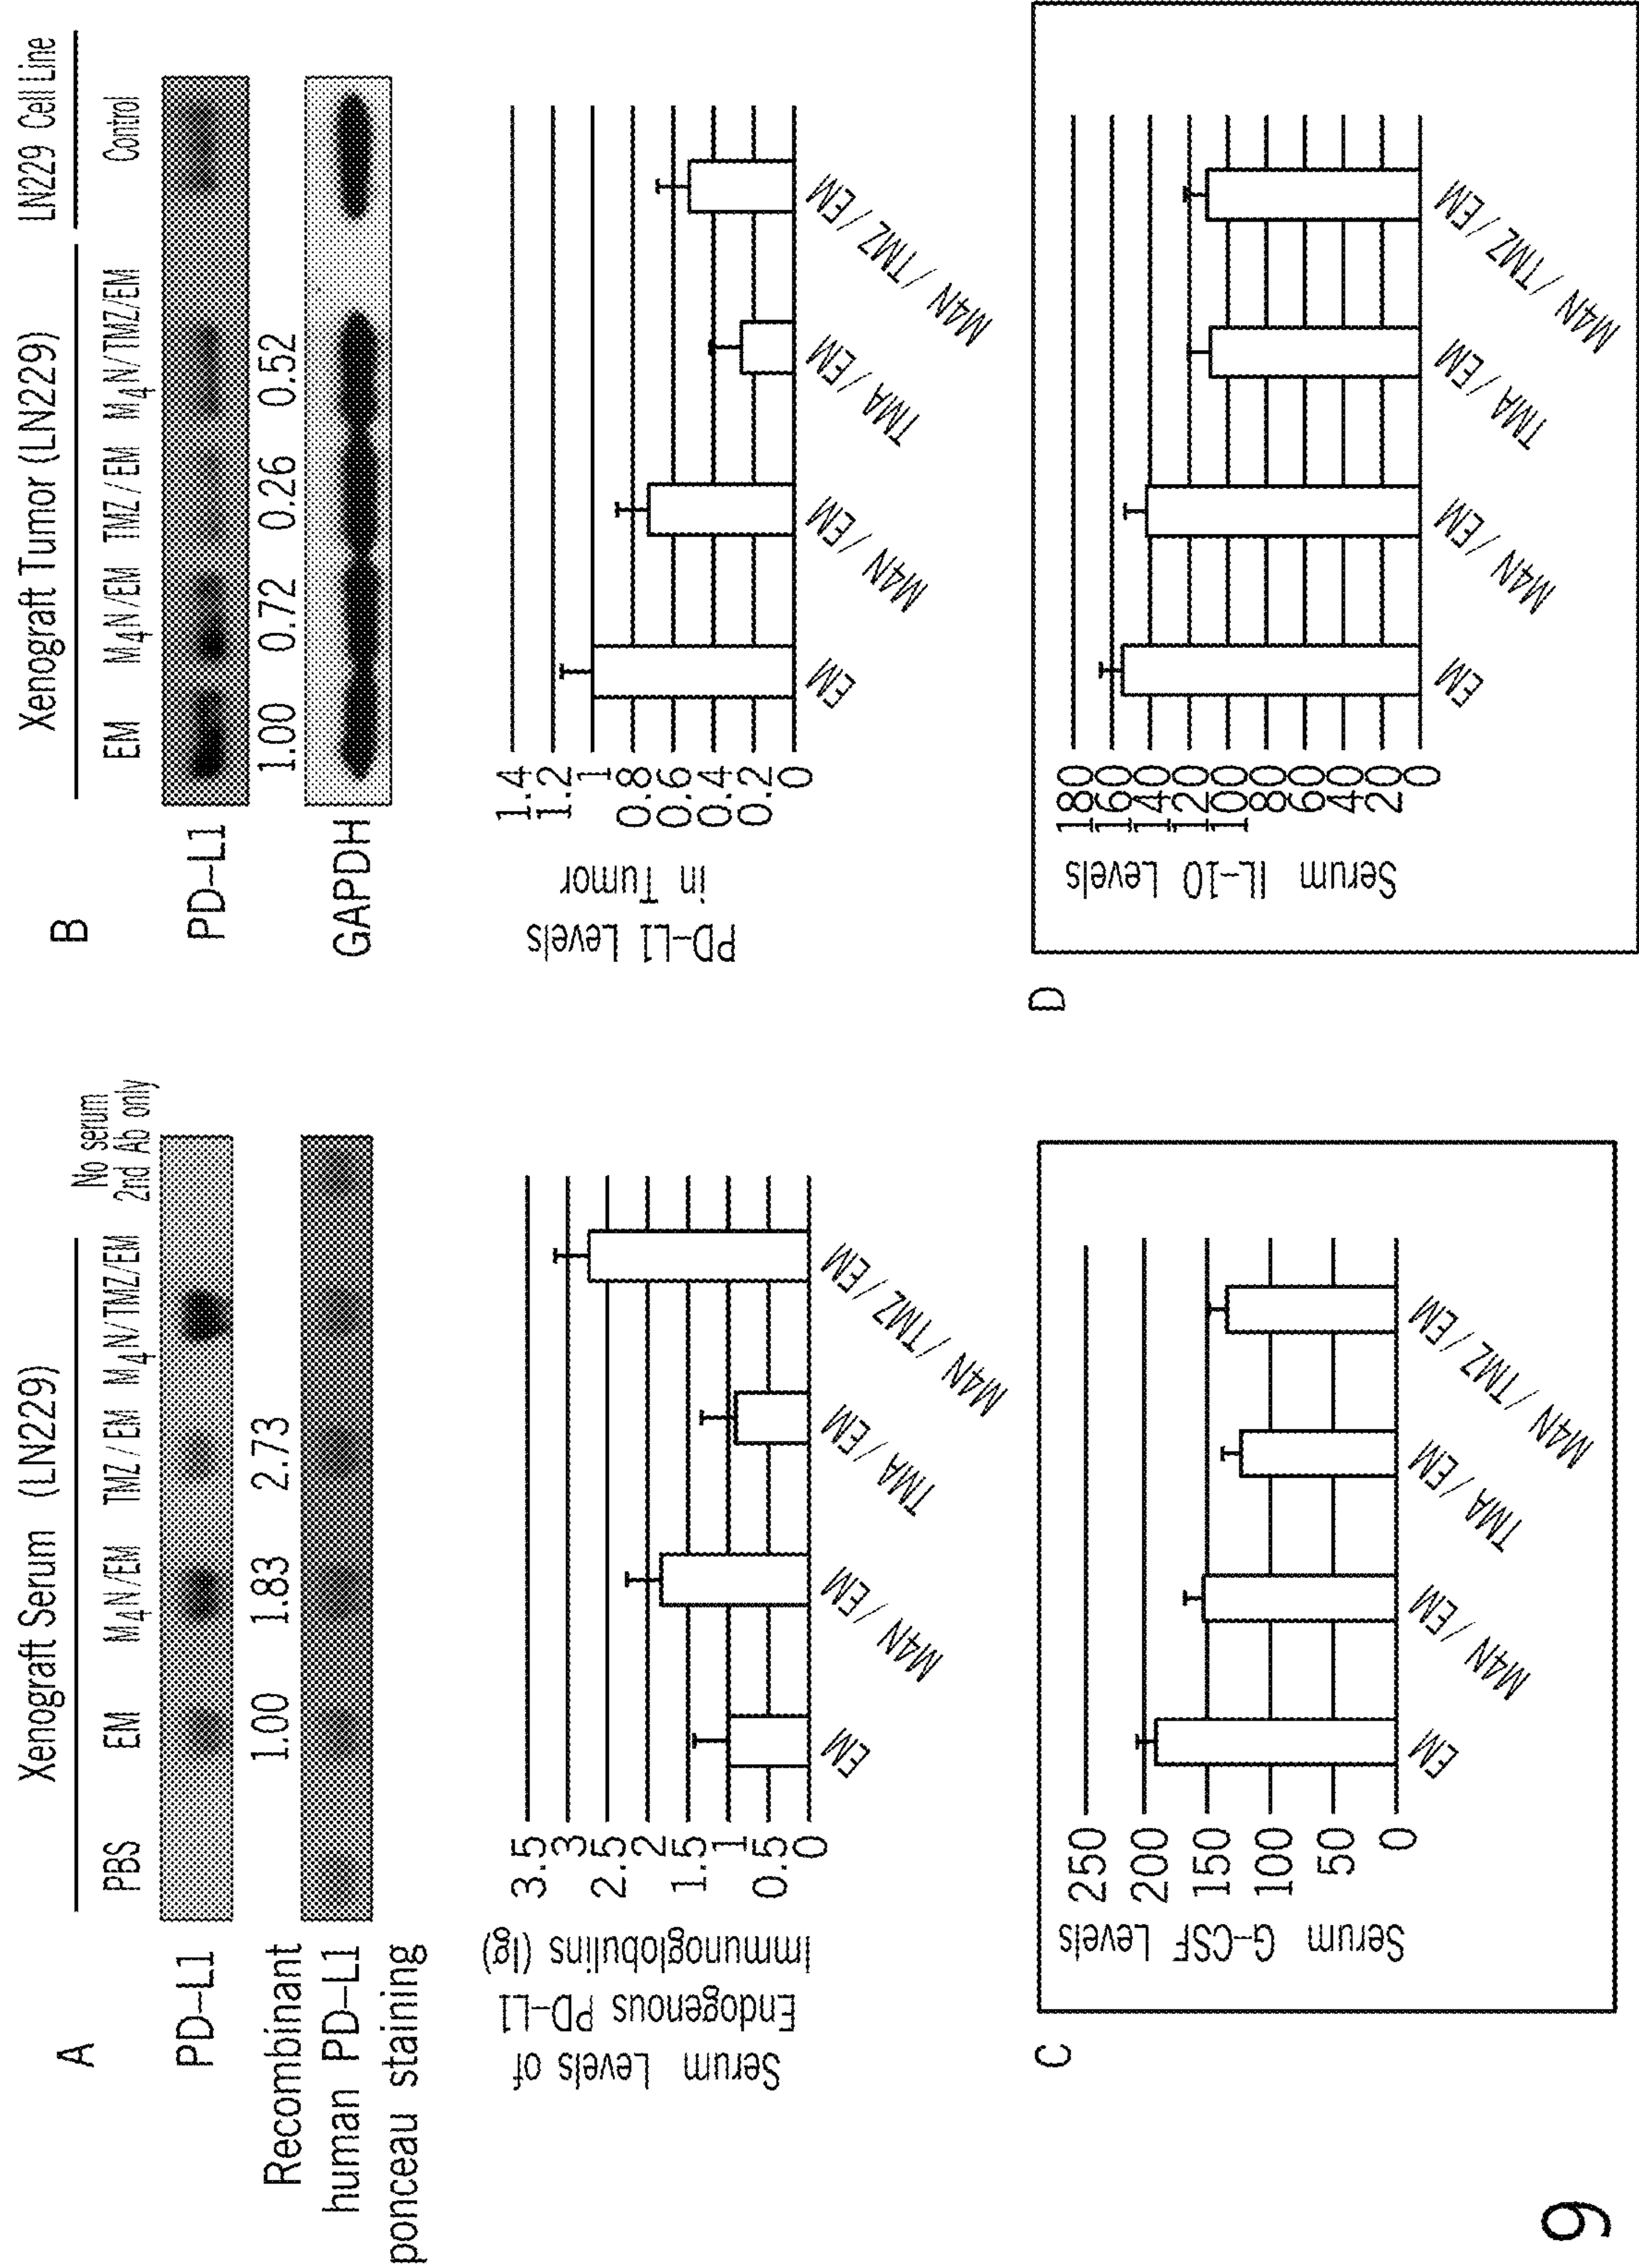 A
Xenograft Serum (LN229)
PBS EM M4N/EM TMZ/EM M4N/TMZ/EM No serum
2nd Ab only
PD-L1
1.00 1.83 2.73
Recombinant
human PD-L1
ponceau staining
Serum Levels of
Endogenous PD-L1
immunoglobulins (Ig)
3.5
3
2.5
2
1.5
1
0.5
0
EM
M4N / EM
TMA / EM
M4N / TMZ / EM
B
Xenograft Tumor (LN229)
LN229 Cell Line
EM M4N/EM TMZ/EM M4N/TMZ/EM Control
PD-L1
1.00 0.72 0.26 0.52
GAPDH
PD-L1 Levels
in Tumor
1.4
1.2
1
0.8
0.6
0.4
0.2
0
EM
M4N / EM
TMA / EM
M4N / TMZ / EM
C
Serum G-CSF Levels
250
200
150
100
50
0
EM
M4N / EM
TMA / EM
M4N / TMZ / EM
D
Serum IL-10 Levels
180
160
140
120
100
80
60
40
20
0
EM
M4N / EM
TMA / EM
M4N / TMZ / EM
9